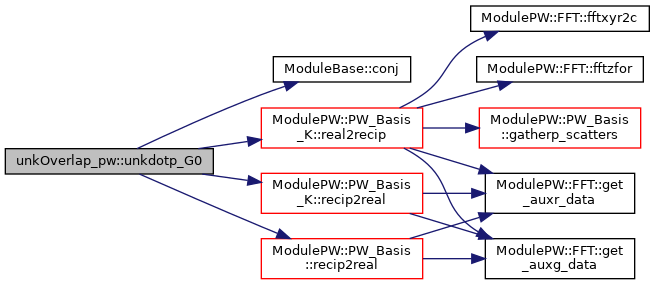 unkOverlap_pw::unkdotp_G0
ModuleBase::conj
ModulePW::PW_Basis
_K::real2recip
ModulePW::PW_Basis
_K::recip2real
ModulePW::PW_Basis
::recip2real
ModulePW::FFT::fftxyr2c
ModulePW::FFT::fftzfor
ModulePW::PW_Basis
::gatherp_scatters
ModulePW::FFT::get
_auxr_data
ModulePW::FFT::get
_auxg_data